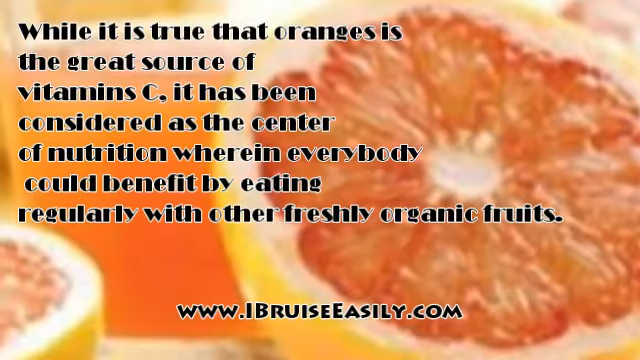 While it is true that oranges is
the great source of
vitamins C, it has been
considered as the center
of nutrition wherein everybody
could benefit by eating
regularly with other freshly organic fruits.
www.IBruiseEasily.com